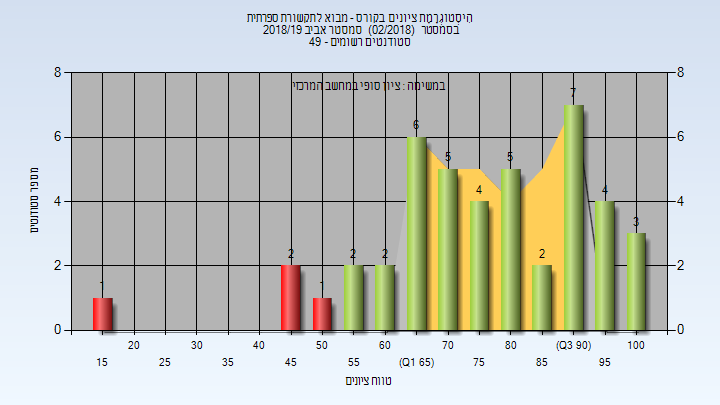 היסטוגרמת ציונים בקורס - מבוא לתקשורת ספרתית
בסמסטר (02/2018) סמסטר אביב 2018/19
סטודנטים רשומים - 49
במשימה : ציון סופי במחשב המרכזי
8 8
6 6
4 4
2 2
0 0
מספר סטודנטים
1 2 1 2 2 6 5 4 5 2 7 4 3
20 30 40 50 60 70 80 (Q3 90) 100
15 25 35 45 55 (Q1 65) 75 85 95
טווח ציונים